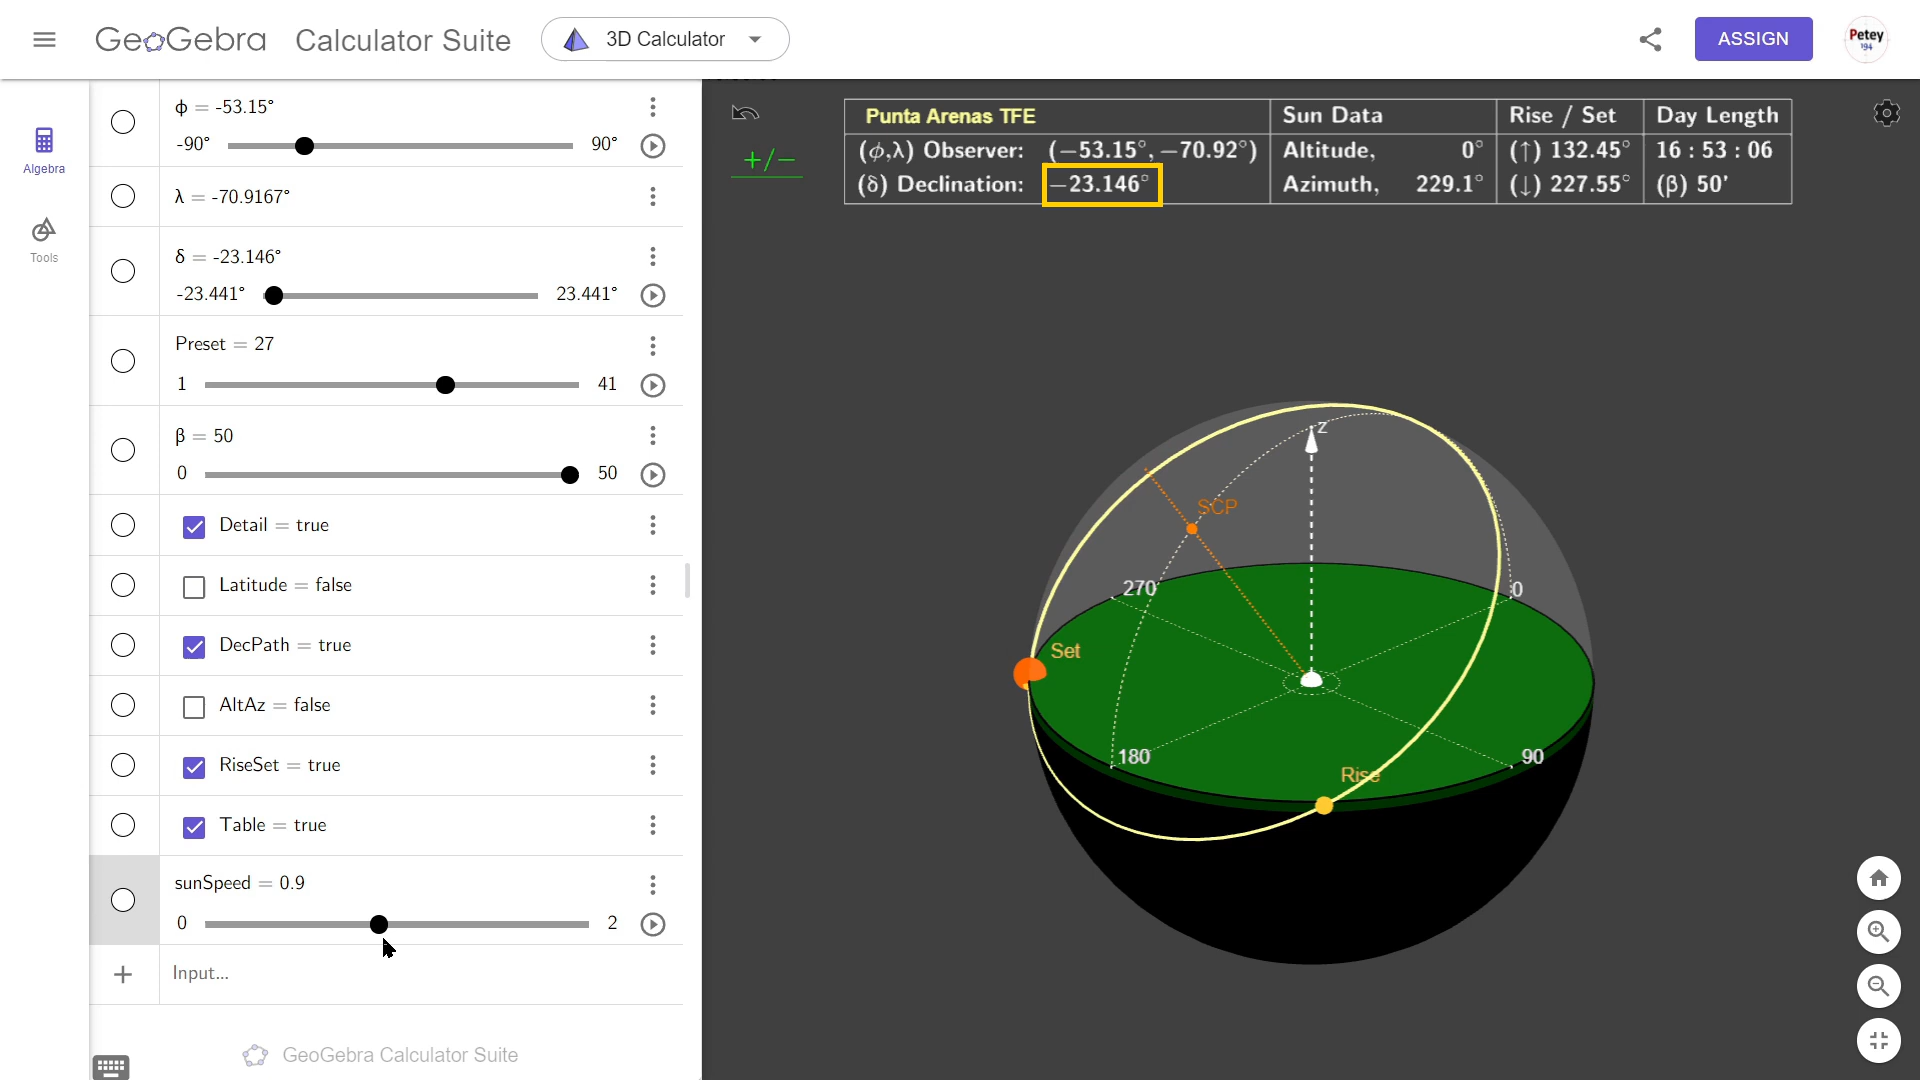 GeoGebra Calculator Suite 3D Calculator ASSIGN Petey 194
Algebra
Tools
ϕ = -53.15°
-90° 90°
λ = -70.9167°
δ = -23.146°
-23.441° 23.441°
Preset = 27
1 41
β = 50
0 50
Detail = true
Latitude = false
DecPath = true
AltAz = false
RiseSet = true
Table = true
sunSpeed = 0.9
0 2
+ Input...
GeoGebra Calculator Suite
+/−
Punta Arenas TFE Sun Data Rise / Set Day Length
(ϕ,λ) Observer: (−53.15°, −70.92°) Altitude, 0° (↑) 132.45° 16 : 53 : 06
(δ) Declination: −23.146° Azimuth, 229.1° (↓) 227.55° (β) 50'
z
SCP
270 0
Set
180 90
Rise